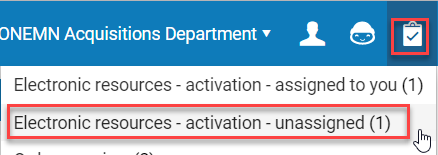 ONEMN Acquisitions Department
Electronic resources - activation - assigned to you (1)
Electronic resources - activation - unassigned (1)